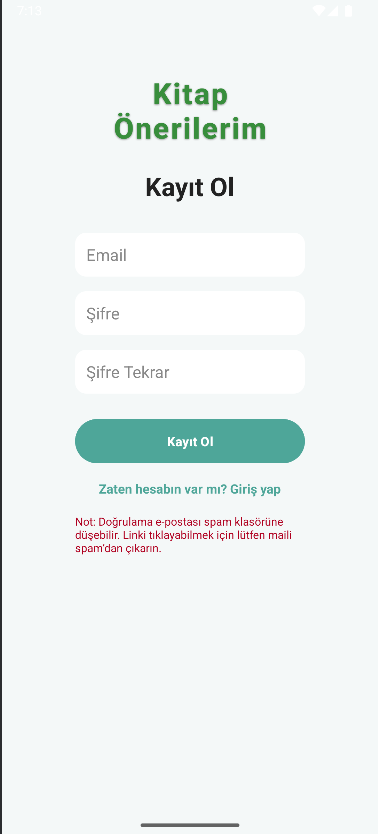 7:13
Kitap
Önerilerim
Kayıt Ol
Email
Şifre
Şifre Tekrar
Kayıt Ol
Zaten hesabın var mı? Giriş yap
Not: Doğrulama e-postası spam klasörüne
düşebilir. Linki tıklayabilmek için lütfen maili
spam'dan çıkarın.